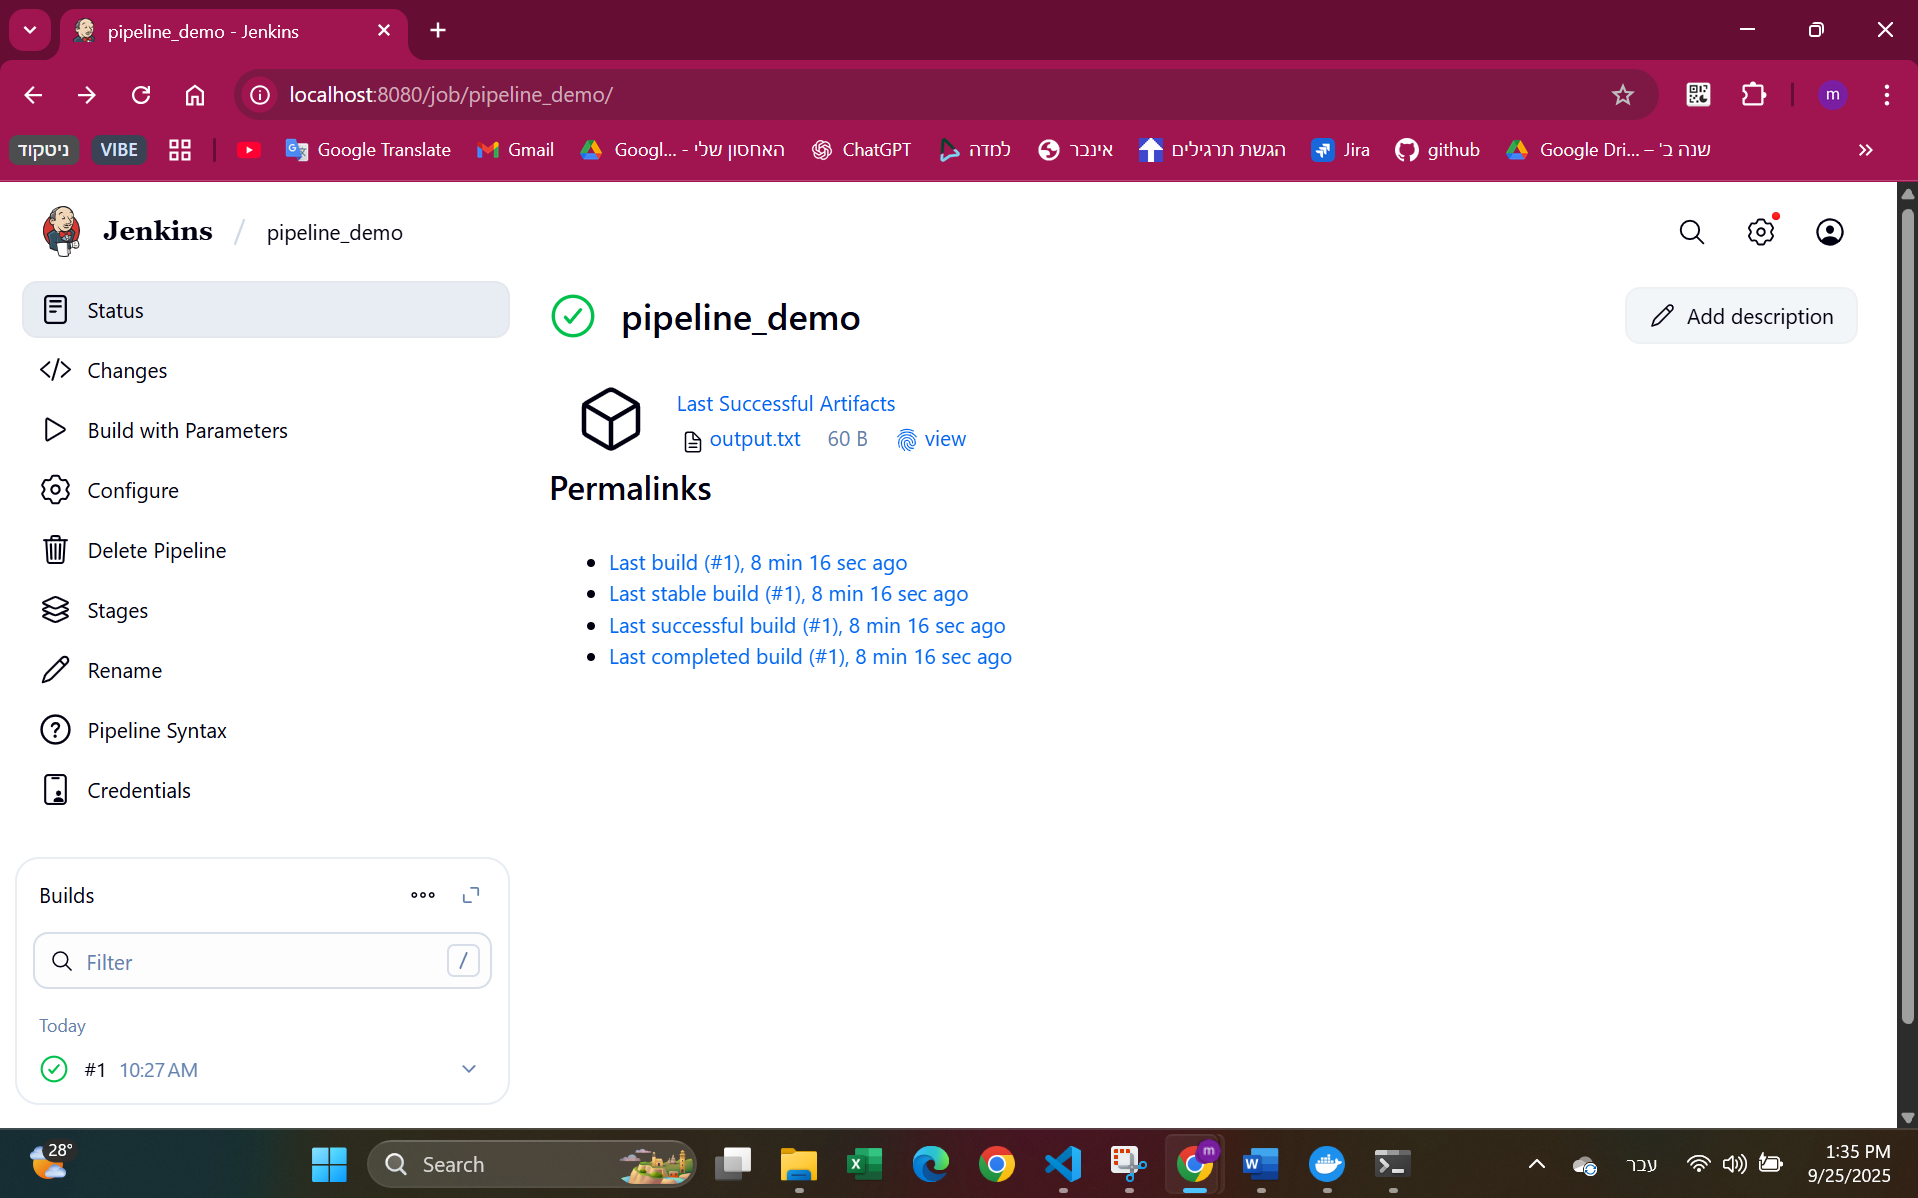 pipeline_demo - Jenkins
localhost:8080/job/pipeline_demo/
m
ניטקוד
VIBE
Google Translate
Gmail
Googl... - האחסון שלי
ChatGPT
למדה
אינבר
הגשת תרגילים
Jira
github
Google Dri... – שנה ב'
Jenkins / pipeline_demo
Status
Changes
Build with Parameters
Configure
Delete Pipeline
Stages
Rename
Pipeline Syntax
Credentials
Builds
Filter
/
Today
#1 10:27 AM
pipeline_demo
Add description
Last Successful Artifacts
output.txt 60 B view
Permalinks
Last build (#1), 8 min 16 sec ago
Last stable build (#1), 8 min 16 sec ago
Last successful build (#1), 8 min 16 sec ago
Last completed build (#1), 8 min 16 sec ago
28°
Search
m
עבר
1:35 PM
9/25/2025